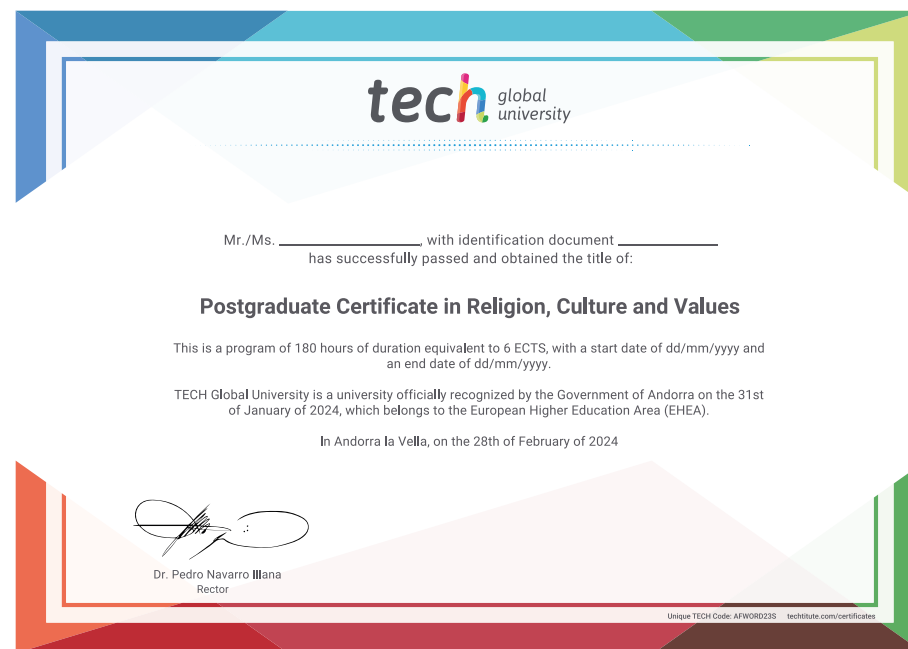 tech global university
Mr./Ms. ____________________, with identification document ______________
has successfully passed and obtained the title of:
Postgraduate Certificate in Religion, Culture and Values
This is a program of 180 hours of duration equivalent to 6 ECTS, with a start date of dd/mm/yyyy and
an end date of dd/mm/yyyy.
TECH Global University is a university officially recognized by the Government of Andorra on the 31st
of January of 2024, which belongs to the European Higher Education Area (EHEA).
In Andorra la Vella, on the 28th of February of 2024
Dr. Pedro Navarro Illana
Rector
Unique TECH Code: AFWORD23S techtitute.com/certificates